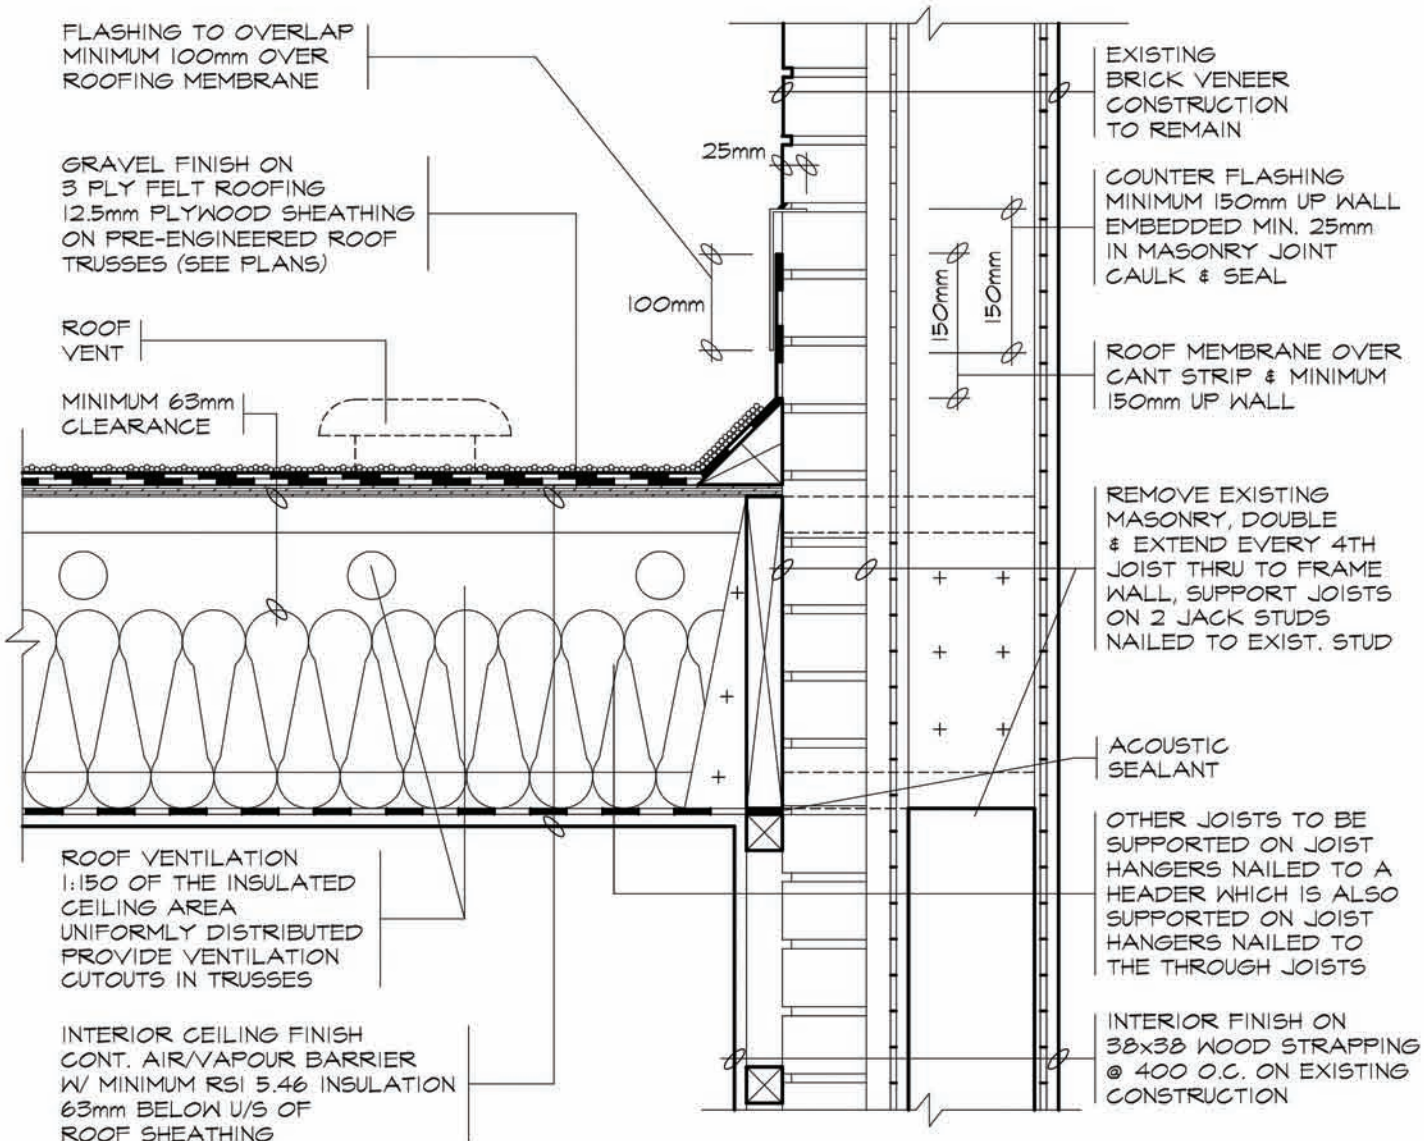 FLASHING TO OVERLAP
MINIMUM 100mm OVER
ROOFING MEMBRANE
GRAVEL FINISH ON
3 PLY FELT ROOFING
12.5mm PLYWOOD SHEATHING
ON PRE-ENGINEERED ROOF
TRUSSES (SEE PLANS)
ROOF
VENT
MINIMUM 63mm
CLEARANCE
25mm
100mm
150mm
150mm
EXISTING
BRICK VENEER
CONSTRUCTION
TO REMAIN
COUNTER FLASHING
MINIMUM 150mm UP WALL
EMBEDDED MIN. 25mm
IN MASONRY JOINT
CAULK & SEAL
ROOF MEMBRANE OVER
CANT STRIP & MINIMUM
150mm UP WALL
REMOVE EXISTING
MASONRY, DOUBLE
& EXTEND EVERY 4TH
JOIST THRU TO FRAME
WALL, SUPPORT JOISTS
ON 2 JACK STUDS
NAILED TO EXIST. STUD
ACOUSTIC
SEALANT
OTHER JOISTS TO BE
SUPPORTED ON JOIST
HANGERS NAILED TO A
HEADER WHICH IS ALSO
SUPPORTED ON JOIST
HANGERS NAILED TO
THE THROUGH JOISTS
INTERIOR FINISH ON
38x38 WOOD STRAPPING
@ 400 O.C. ON EXISTING
CONSTRUCTION
ROOF VENTILATION
1:150 OF THE INSULATED
CEILING AREA
UNIFORMLY DISTRIBUTED
PROVIDE VENTILATION
CUTOUTS IN TRUSSES
INTERIOR CEILING FINISH
CONT. AIR/VAPOUR BARRIER
W/ MINIMUM RSI 5.46 INSULATION
63mm BELOW U/S OF
ROOF SHEATHING